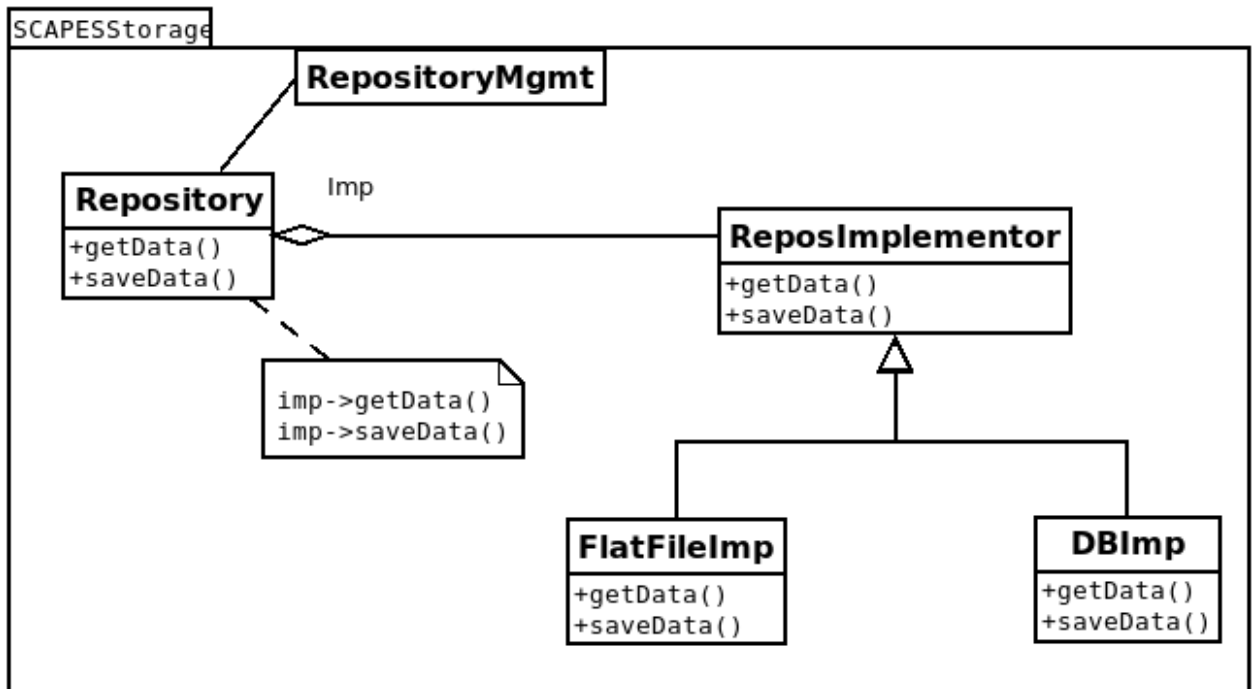 SCAPESStorage
RepositoryMgmt
Repository
+getData()
+saveData()
Imp
ReposImplementor
+getData()
+saveData()
imp->getData()
imp->saveData()
FlatFileImp
+getData()
+saveData()
DBImp
+getData()
+saveData()